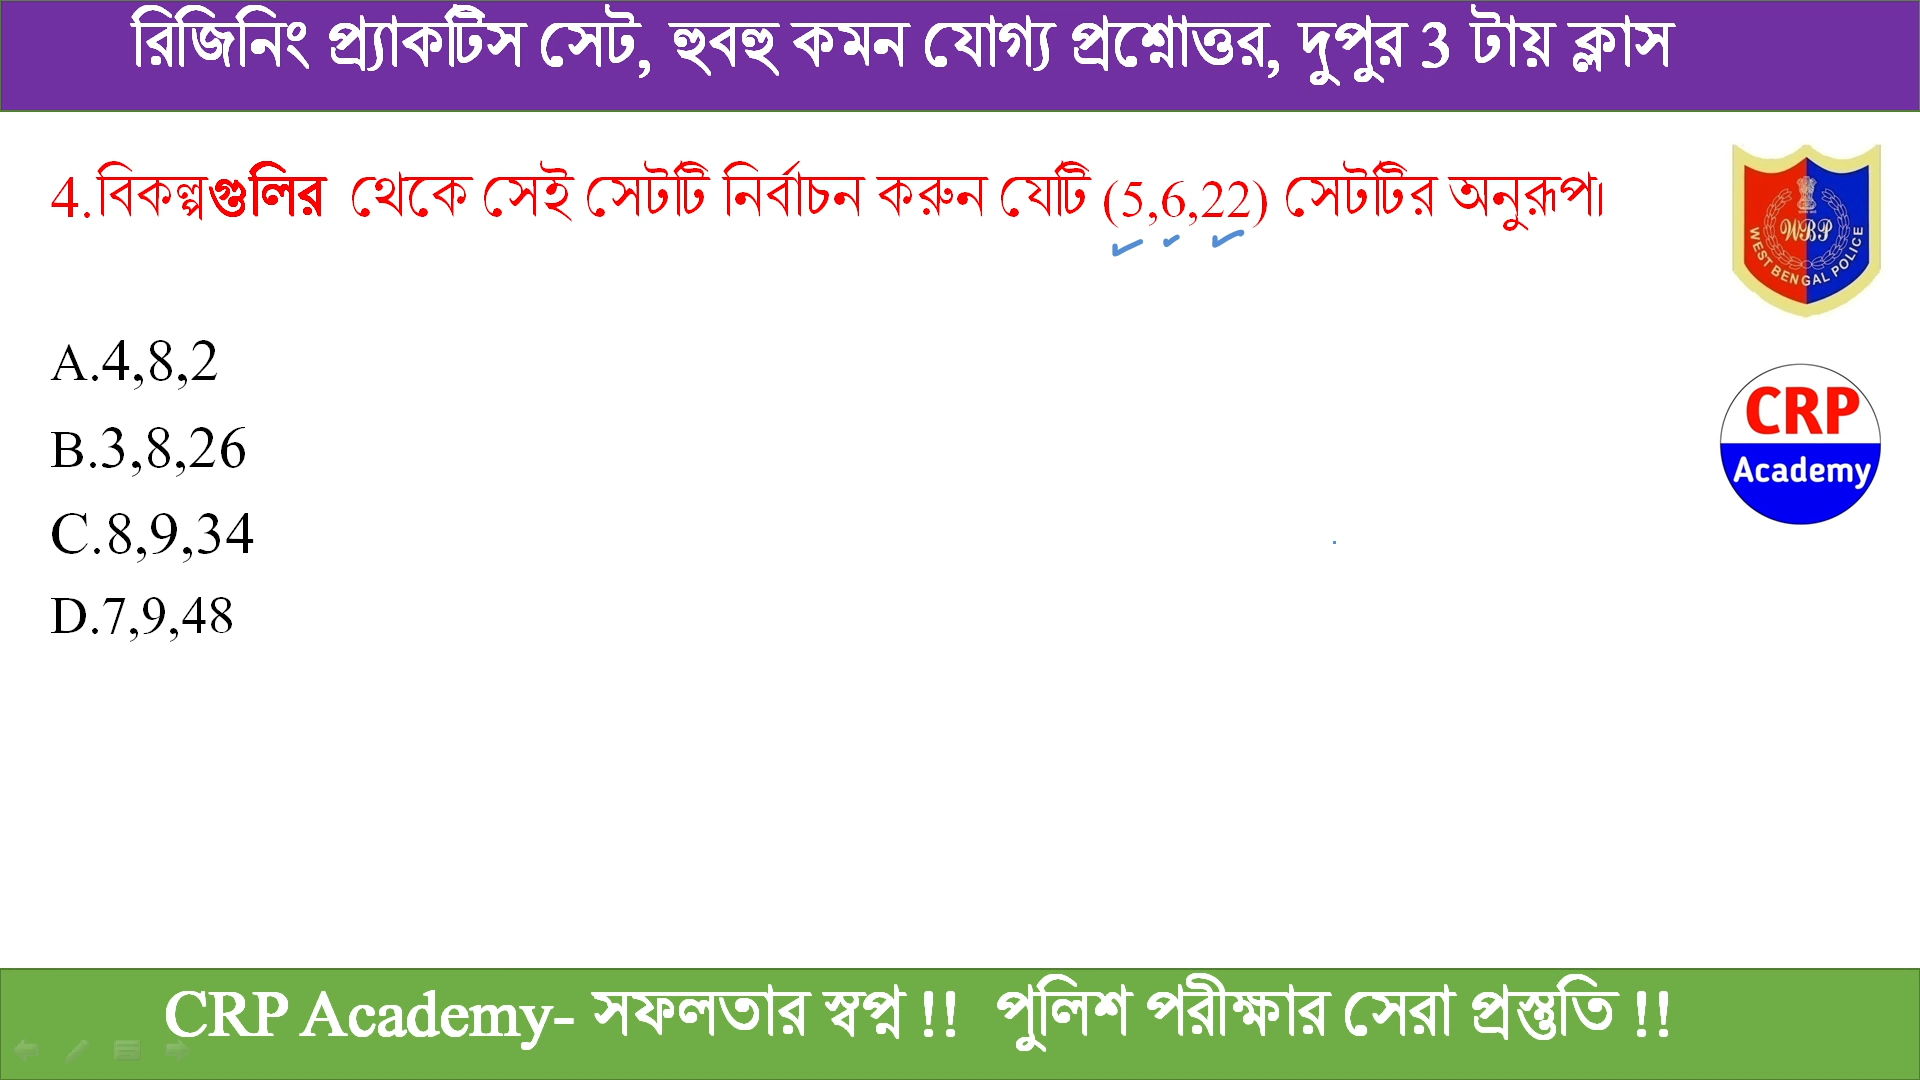 রিজিনিং প্র্যাকটিস সেট, হুবহু কমন যোগ্য প্রশ্নোত্তর, দুপুর 3 টায় ক্লাস
4.বিকল্পগুলির থেকে সেই সেটটি নির্বাচন করুন যেটি (5,6,22) সেটটির অনুরূপ।
WBP
WEST BENGAL POLICE
A.4,8,2
B.3,8,26
C.8,9,34
D.7,9,48
CRP
Academy
CRP Academy- সফলতার স্বপ্ন !! পুলিশ পরীক্ষার সেরা প্রস্তুতি !!